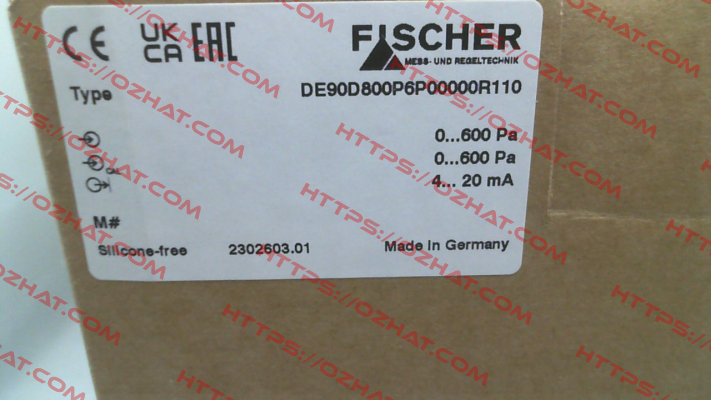 CE UK CA EAC
FISCHER
MESS- UND REGELTECHNIK
Type DE90D800P6P00000R110
0...600 Pa
0...600 Pa
4... 20 mA
M#
Silicone-free 2302603.01 Made in Germany
HTTPS://OZHAT.COM